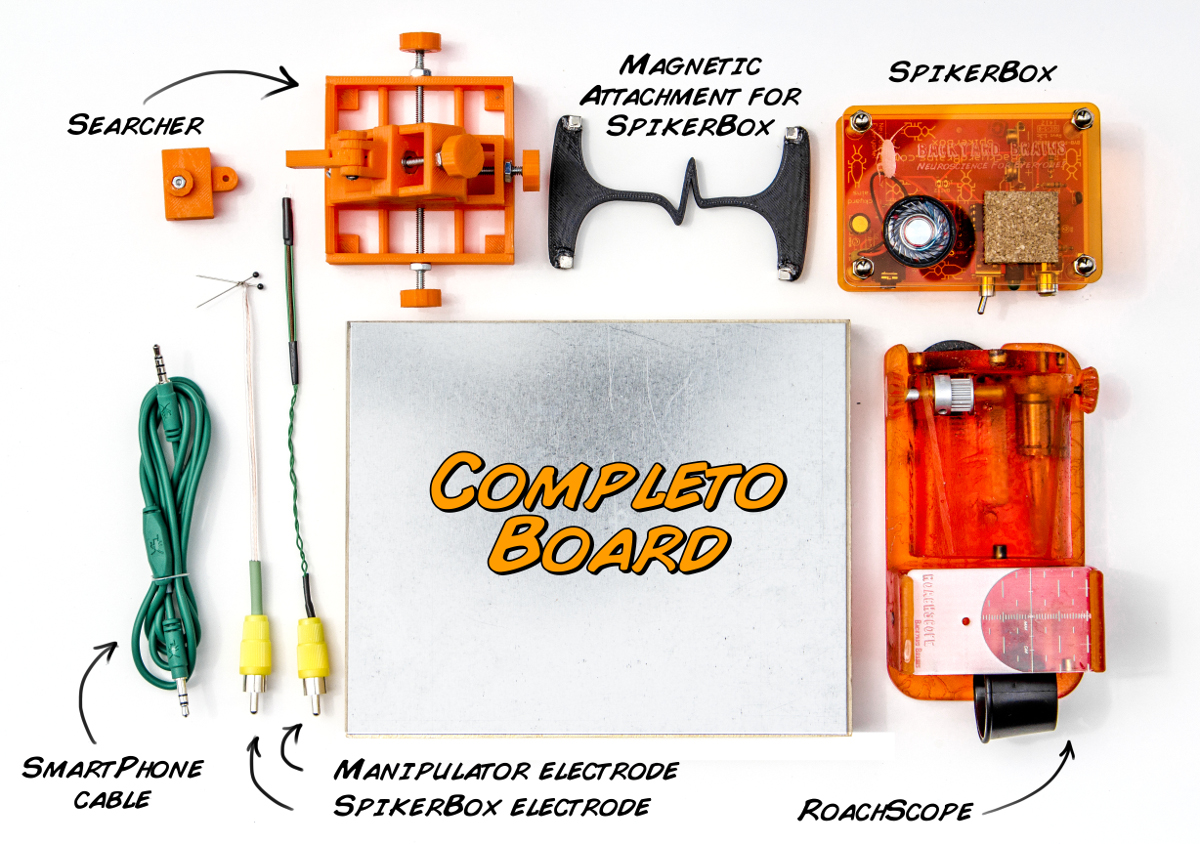 Searcher
Magnetic
Attachment for
SpikerBox
SpikerBox
BACKYARD BRAINS
NEUROSCIENCE FOR EVERYONE
Completo
Board
SmartPhone
cable
Manipulator electrode
SpikerBox electrode
ROACHSCOPE
BACKYARD BRAINS
RoachScope